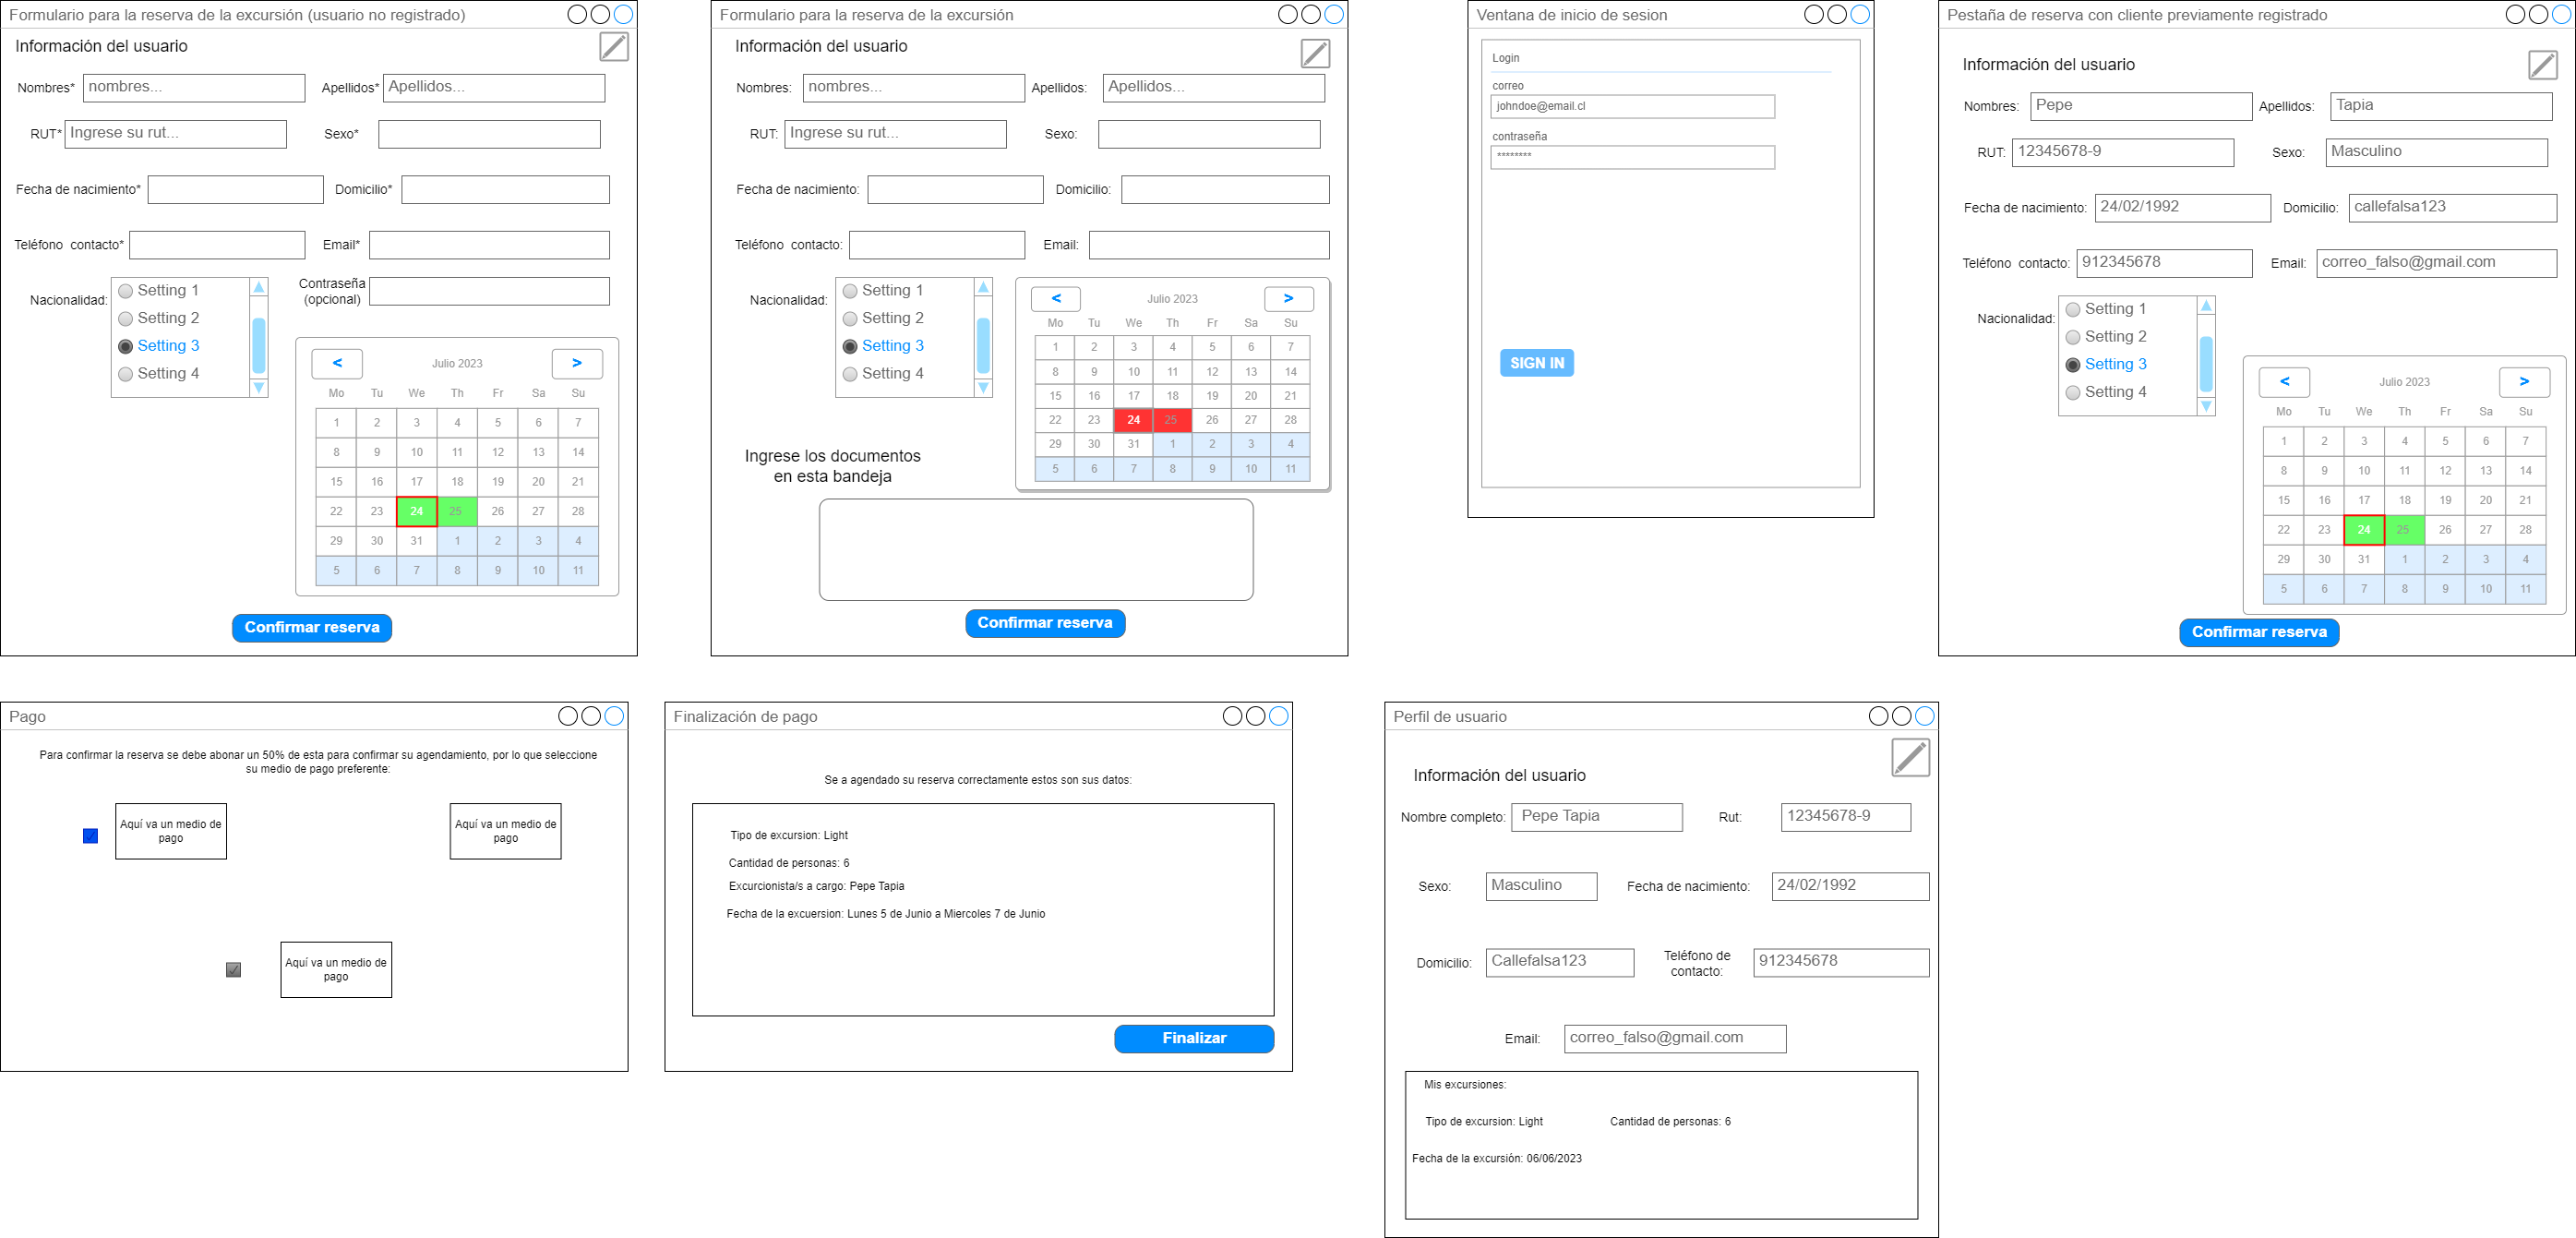 Formulario para la reserva de la excursión (usuario no registrado)
Información del usuario
Nombres* nombres... Apellidos* Apellidos...
RUT* Ingrese su rut... Sexo*
Fecha de nacimiento* Domicilio*
Teléfono contacto* Email*
Nacionalidad:
Setting 1
Setting 2
Setting 3
Setting 4
Contraseña
(opcional)
< Julio 2023 >
Mo Tu We Th Fr Sa Su
1 2 3 4 5 6 7
8 9 10 11 12 13 14
15 16 17 18 19 20 21
22 23 24 25 26 27 28
29 30 31 1 2 3 4
5 6 7 8 9 10 11
Confirmar reserva
Formulario para la reserva de la excursión
Información del usuario
Nombres: nombres... Apellidos: Apellidos...
RUT: Ingrese su rut... Sexo:
Fecha de nacimiento: Domicilio:
Teléfono contacto: Email:
Nacionalidad:
Setting 1
Setting 2
Setting 3
Setting 4
< Julio 2023 >
Mo Tu We Th Fr Sa Su
1 2 3 4 5 6 7
8 9 10 11 12 13 14
15 16 17 18 19 20 21
22 23 24 25 26 27 28
29 30 31 1 2 3 4
5 6 7 8 9 10 11
Ingrese los documentos
en esta bandeja
Confirmar reserva
Ventana de inicio de sesion
Login
correo
johndoe@email.cl
contraseña
********
SIGN IN
Pestaña de reserva con cliente previamente registrado
Información del usuario
Nombres: Pepe Apellidos: Tapia
RUT: 12345678-9 Sexo: Masculino
Fecha de nacimiento: 24/02/1992 Domicilio: callefalsa123
Teléfono contacto: 912345678 Email: correo_falso@gmail.com
Nacionalidad:
Setting 1
Setting 2
Setting 3
Setting 4
< Julio 2023 >
Mo Tu We Th Fr Sa Su
1 2 3 4 5 6 7
8 9 10 11 12 13 14
15 16 17 18 19 20 21
22 23 24 25 26 27 28
29 30 31 1 2 3 4
5 6 7 8 9 10 11
Confirmar reserva
Pago
Para confirmar la reserva se debe abonar un 50% de esta para confirmar su agendamiento, por lo que seleccione
su medio de pago preferente:
Aquí va un medio de
pago
Aquí va un medio de
pago
Aquí va un medio de
pago
Finalización de pago
Se a agendado su reserva correctamente estos son sus datos:
Tipo de excursion: Light
Cantidad de personas: 6
Excurcionista/s a cargo: Pepe Tapia
Fecha de la excuersion: Lunes 5 de Junio a Miercoles 7 de Junio
Finalizar
Perfil de usuario
Información del usuario
Nombre completo: Pepe Tapia Rut: 12345678-9
Sexo: Masculino Fecha de nacimiento: 24/02/1992
Domicilio: Callefalsa123
Teléfono de
contacto:
912345678
Email: correo_falso@gmail.com
Mis excursiones:
Tipo de excursion: Light Cantidad de personas: 6
Fecha de la excursión: 06/06/2023